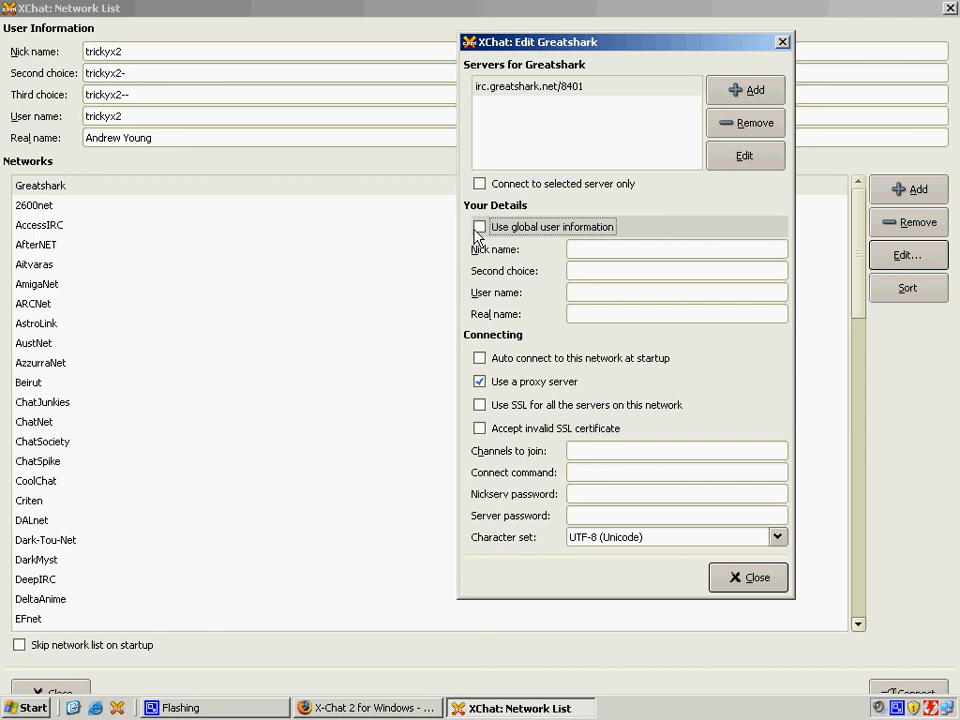 XChat: Network List
User Information
Nick name: trickyx2
Second choice: trickyx2-
Third choice: trickyx2--
User name: trickyx2
Real name: Andrew Young
Networks
Greatshark
2600net
AccessIRC
AfterNET
Aitvaras
AmigaNet
ARCNet
AstroLink
AustNet
AzzurraNet
Beirut
ChatJunkies
ChatNet
ChatSociety
ChatSpike
CoolChat
Criten
DALnet
Dark-Tou-Net
DarkMyst
DeepIRC
DeltaAnime
EFnet
Add
Remove
Edit...
Sort
Skip network list on startup
Close
Connect
XChat: Edit Greatshark
Servers for Greatshark
irc.greatshark.net/8401
Add
Remove
Edit
Connect to selected server only
Your Details
Use global user information
Nick name:
Second choice:
User name:
Real name:
Connecting
Auto connect to this network at startup
Use a proxy server
Use SSL for all the servers on this network
Accept invalid SSL certificate
Channels to join:
Connect command:
Nickserv password:
Server password:
Character set: UTF-8 (Unicode)
Close
Start
Flashing
X-Chat 2 for Windows - ...
XChat: Network List